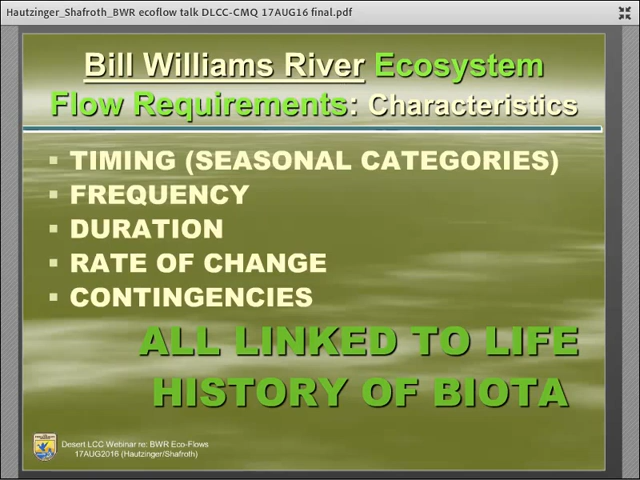 Hautzinger_Shafroth_BWR ecoflow talk DLCC-CMQ 17AUG16 final.pdf
Bill Williams River Ecosystem
Flow Requirements: Characteristics
▪ TIMING (SEASONAL CATEGORIES)
▪ FREQUENCY
▪ DURATION
▪ RATE OF CHANGE
▪ CONTINGENCIES
ALL LINKED TO LIFE
HISTORY OF BIOTA
Desert LCC Webinar re: BWR Eco-Flows
17AUG2016 (Hautzinger/Shafroth)